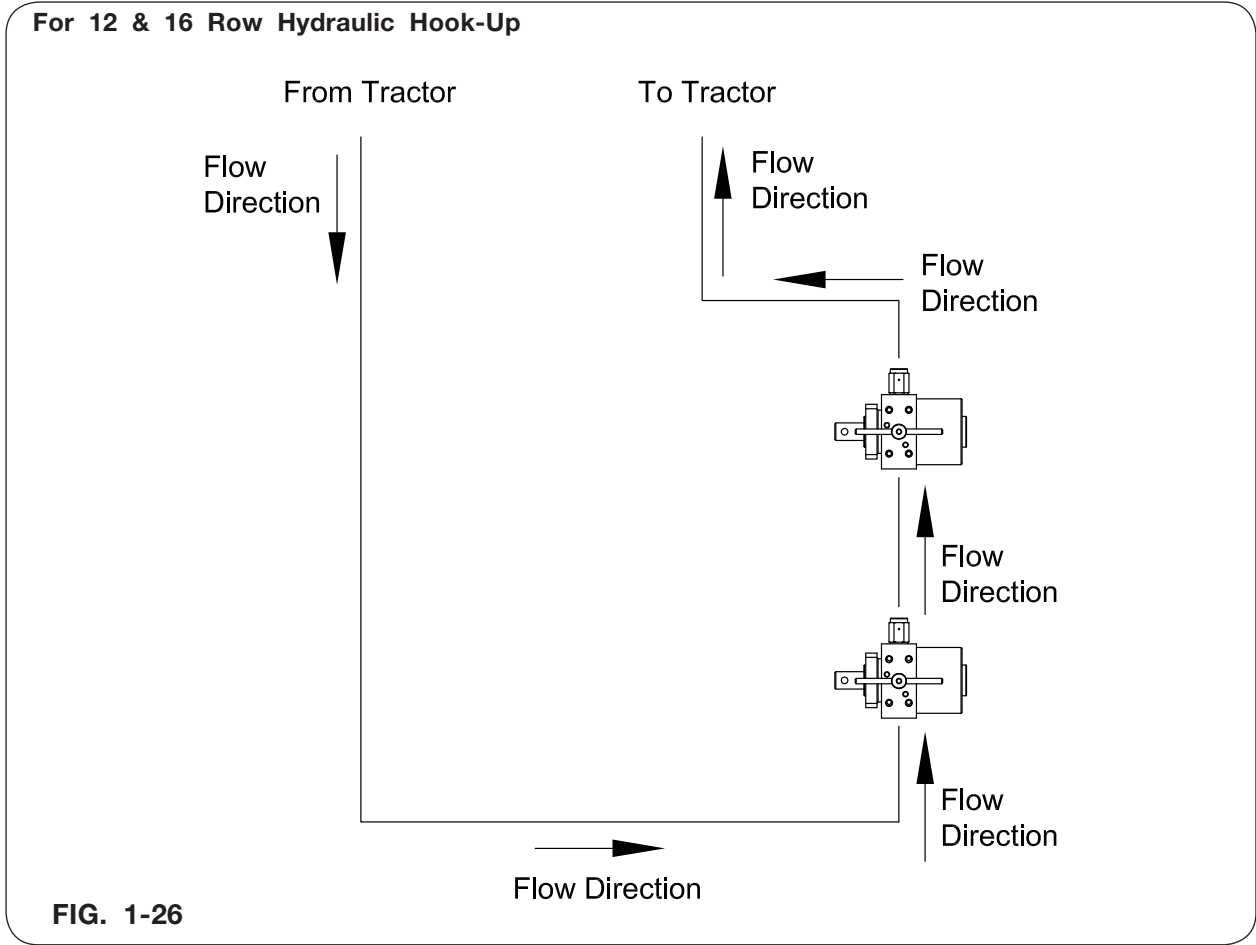 For 12 & 16 Row Hydraulic Hook-Up
From Tractor
To Tractor
Flow
Direction
Flow
Direction
Flow
Direction
Flow
Direction
Flow
Direction
Flow Direction
FIG. 1-26